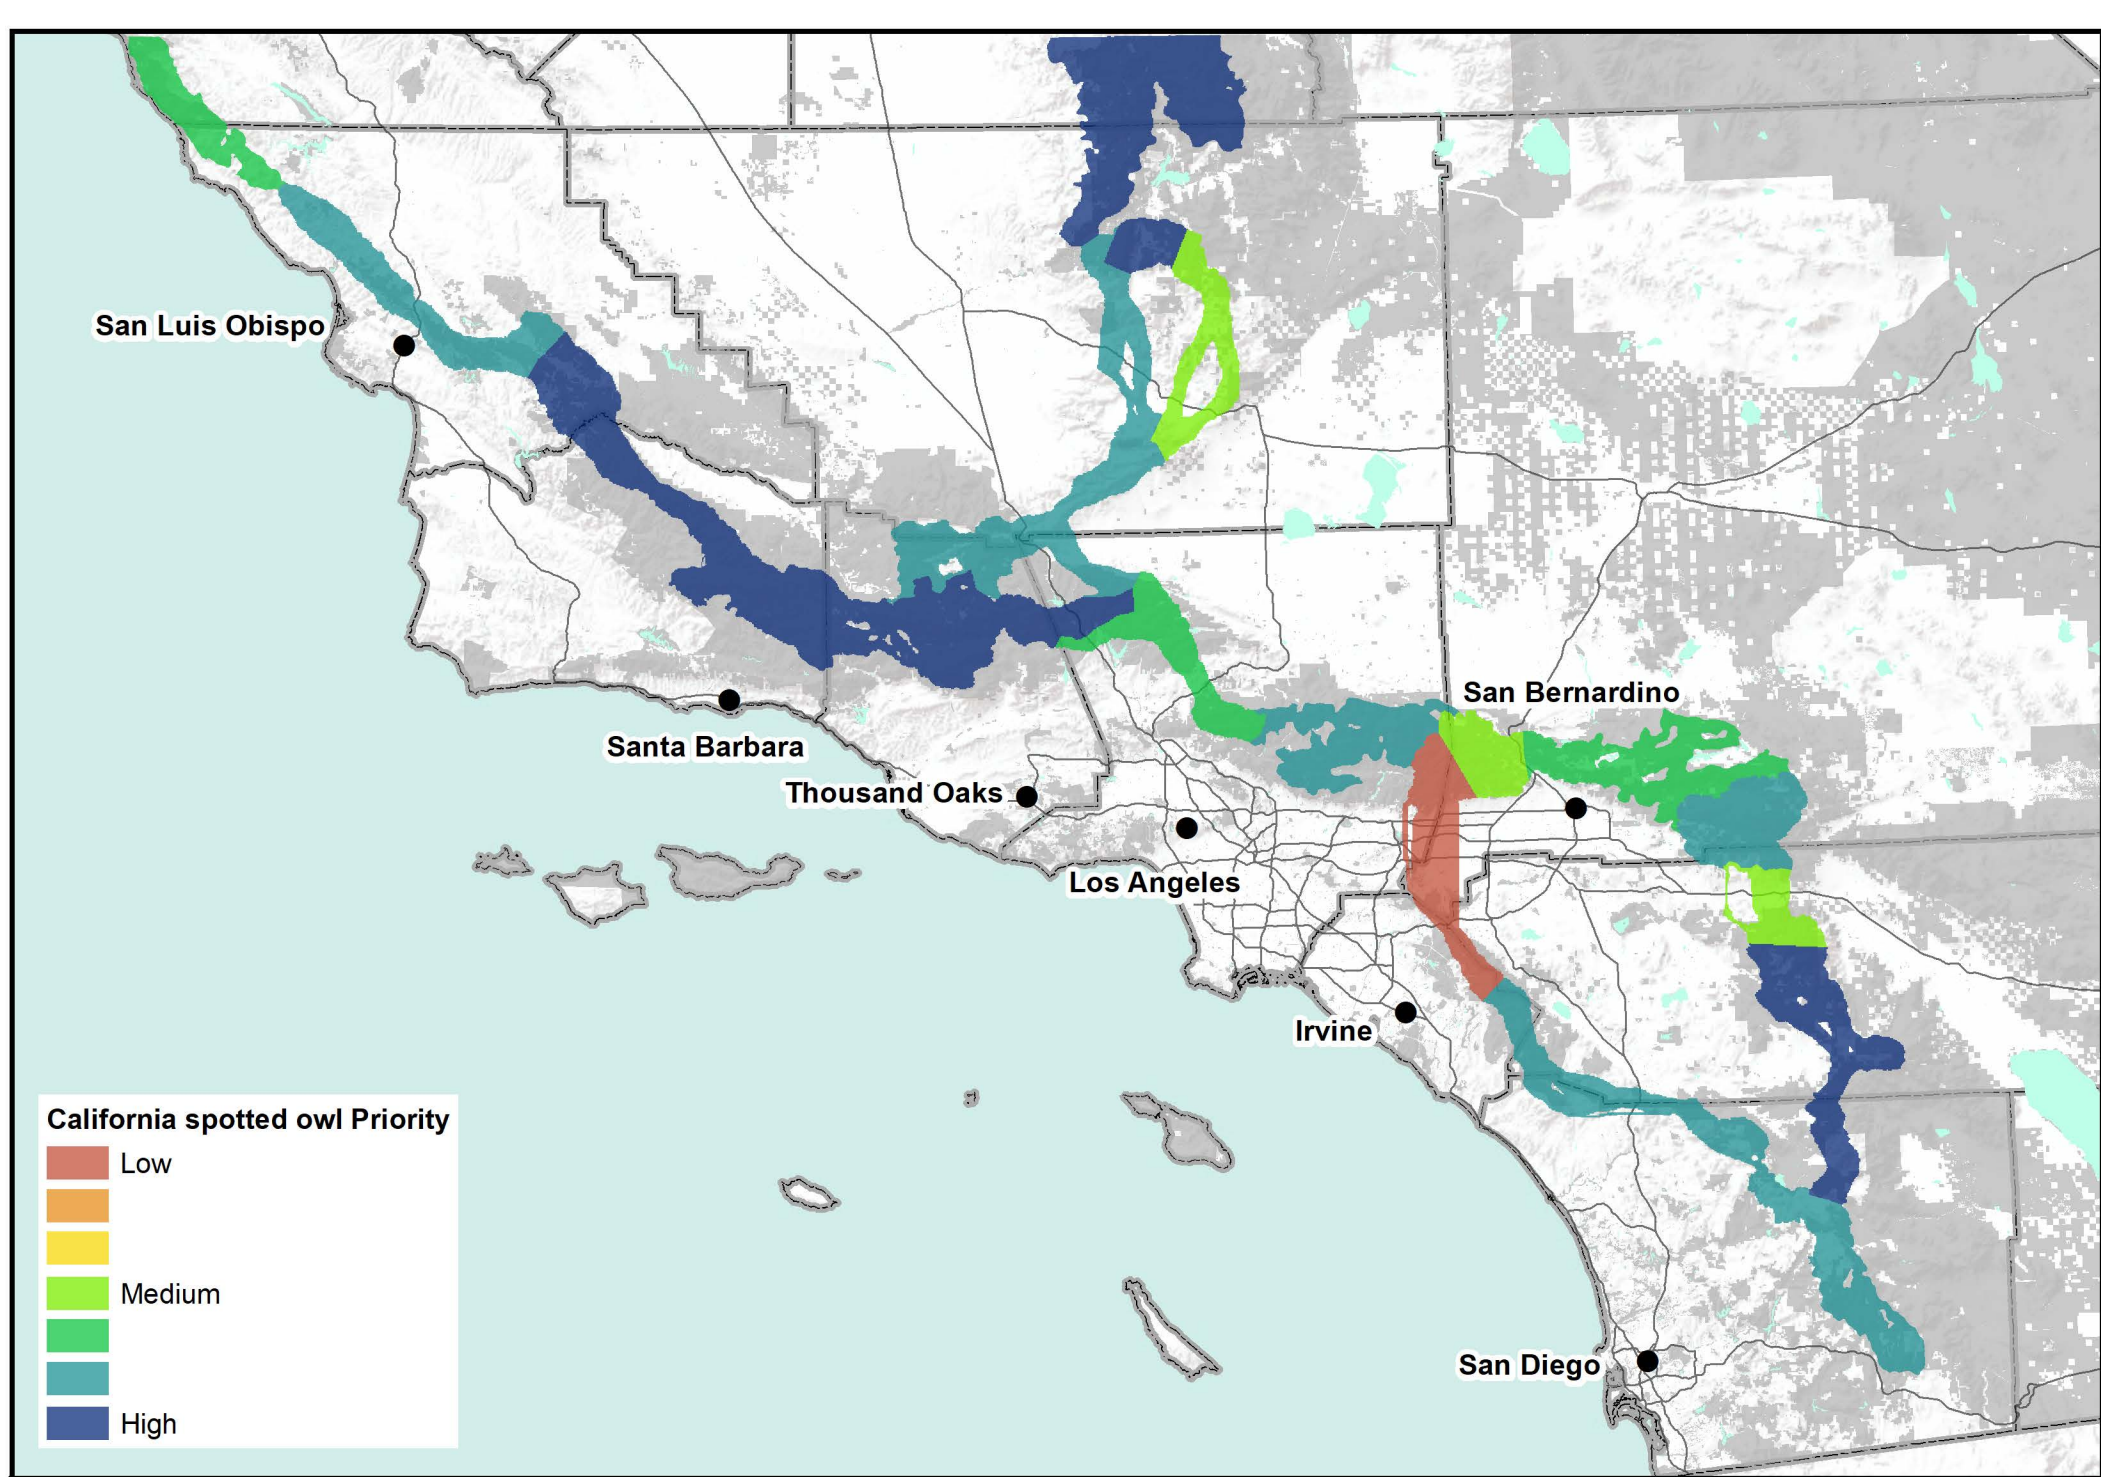 San Luis Obispo
San Bernardino
Santa Barbara
Thousand Oaks
Los Angeles
Irvine
San Diego
California spotted owl Priority
Low
Medium
High